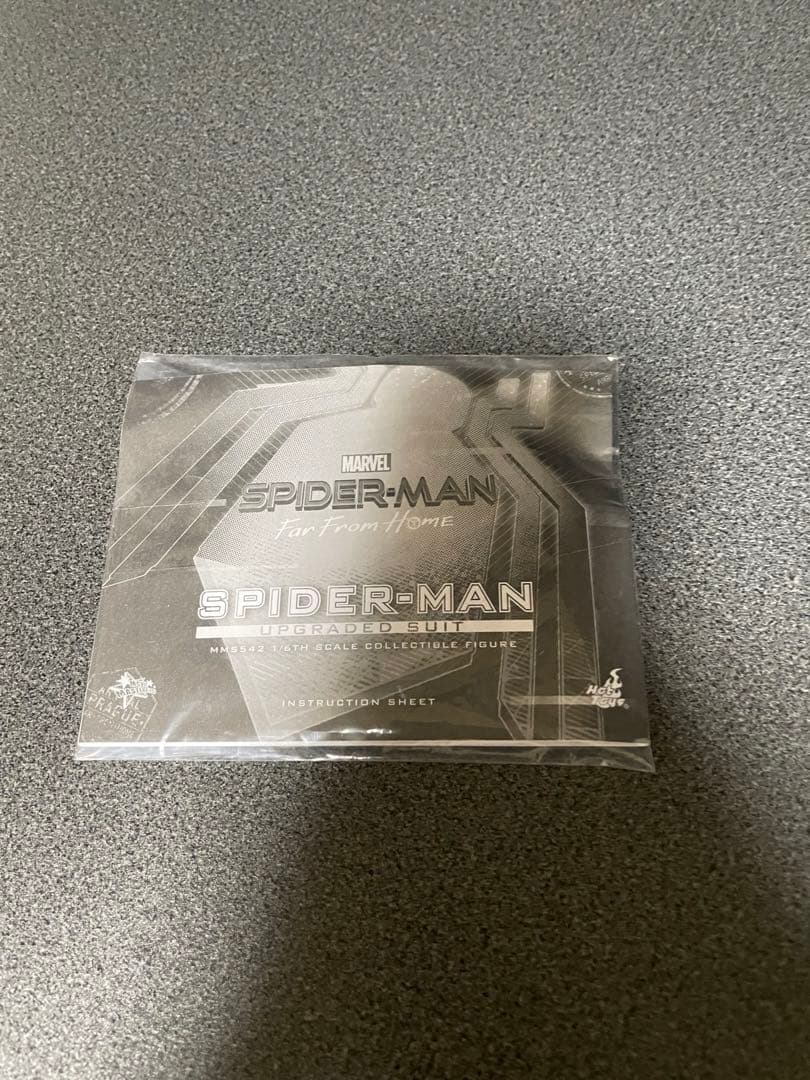 MARVEL
SPIDER-MAN
Far From Home
SPIDER-MAN
UPGRADED SUIT
MMS542 1/6TH SCALE COLLECTIBLE FIGURE
INSTRUCTION SHEET
PRAGUE
Hot Toys